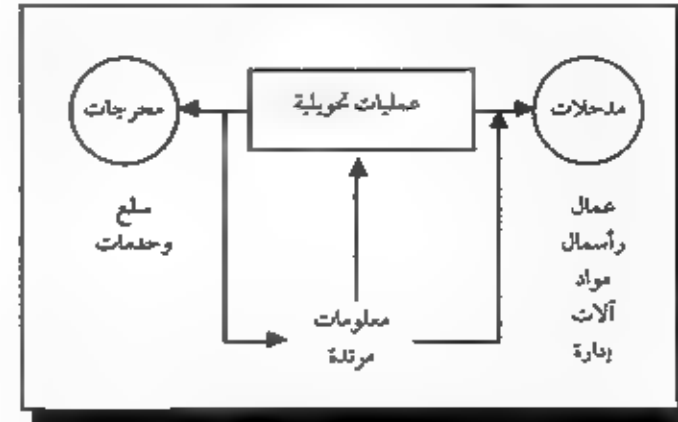 مدخلات
عمليات تحويلية
مخرجات
عمال
رأسمال
مواد
آلات
إدارة
سلع
وخدمات
معلومات
مرتدة